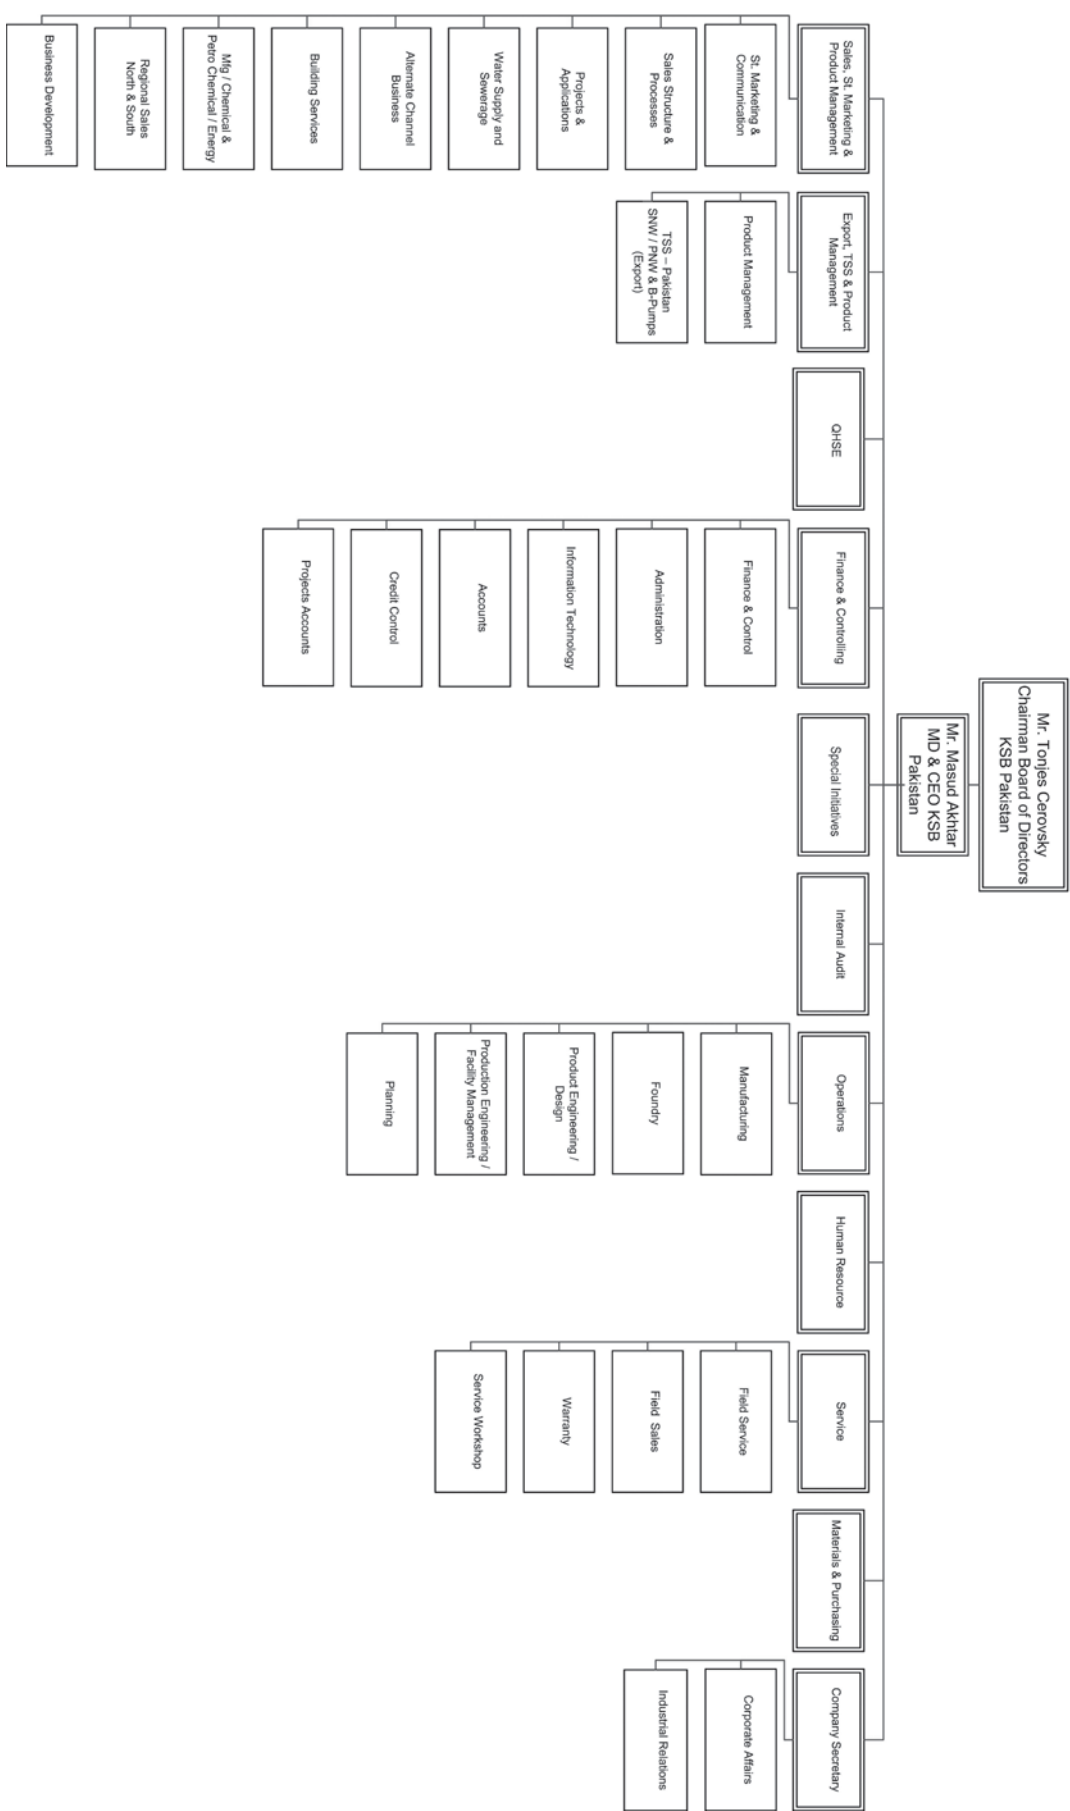 Mr. Tonjes Cerovsky
Chairman Board of Directors
KSB Pakistan
Mr. Masud Akhtar
MD & CEO KSB
Pakistan
Sales, St. Marketing &
Product Management
St. Marketing &
Communication
Sales Structure &
Processes
Projects &
Applications
Water Supply and
Sewerage
Alternate Channel
Business
Building Services
Mfg / Chemical &
Petro Chemical / Energy
Regional Sales
North & South
Business Development
Export, TSS & Product
Management
Product Management
TSS – Pakistan
SNW / PNW & B-Pumps
(Export)
QHSE
Finance & Controlling
Finance & Control
Administration
Information Technology
Accounts
Credit Control
Projects Accounts
Special Initiatives
Internal Audit
Operations
Manufacturing
Foundry
Product Engineering /
Design
Production Engineering /
Facility Management
Planning
Human Resource
Service
Field Service
Field Sales
Warranty
Service Workshop
Materials & Purchasing
Company Secretary
Corporate Affairs
Industrial Relations